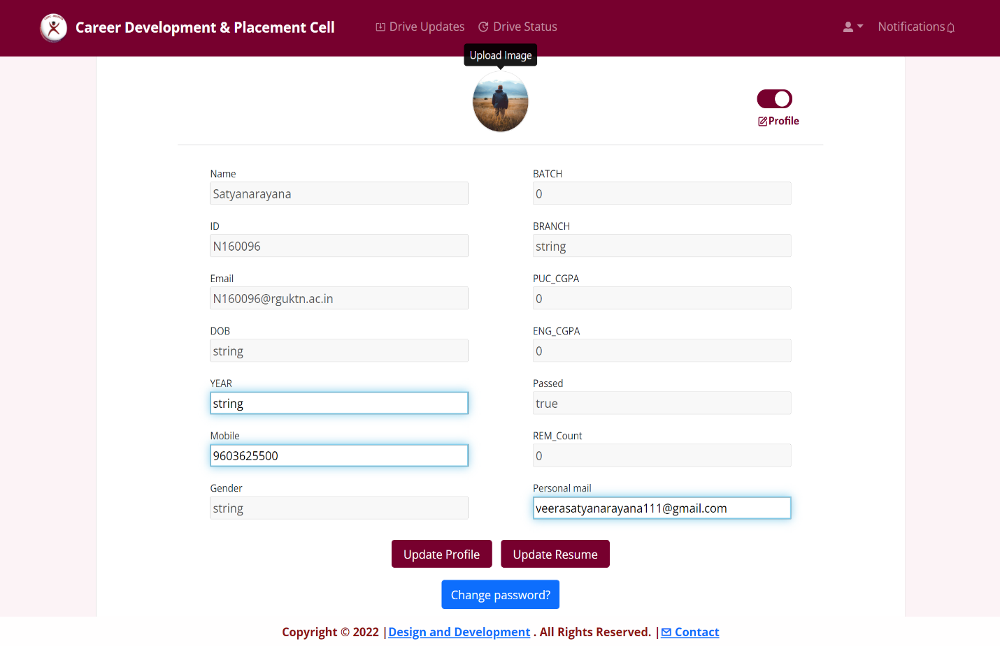 Career Development & Placement Cell
Drive Updates
Drive Status
Notifications
Upload Image
Profile
Name
Satyanarayana
BATCH
0
ID
N160096
BRANCH
string
Email
N160096@rguktn.ac.in
PUC_CGPA
0
DOB
string
ENG_CGPA
0
YEAR
string
Passed
true
Mobile
9603625500
REM_Count
0
Gender
string
Personal mail
veerasatyanarayana111@gmail.com
Update Profile
Update Resume
Change password?
Copyright © 2022 |Design and Development . All Rights Reserved. | Contact